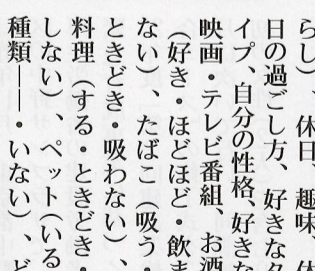 らし）、休日、趣味、休
日の過ごし方、好きなタ
イプ、自分の性格、好きな
映画・テレビ番組、お酒
（好き・ほどほど・飲ま
ない）、たばこ（吸う・
ときどき・吸わない）、
料理（する・ときどき・
しない）、ペット（いる
種類――・いない）、ど